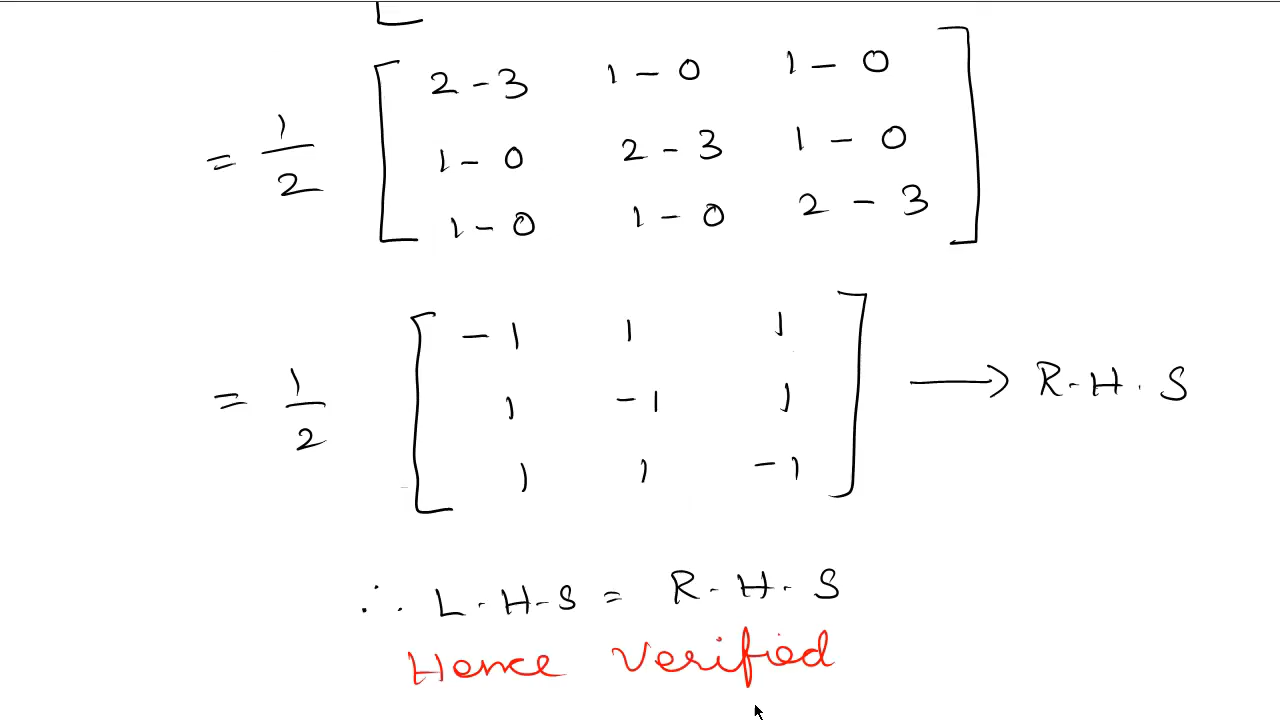 2 - 3 1 - 0 1 - 0
= 1/2 1 - 0 2 - 3 1 - 0
1 - 0 1 - 0 2 - 3
- 1 1 1
= 1/2 1 - 1 1 → R.H.S
1 1 - 1
∴ L.H.S = R.H.S
Hence Verified